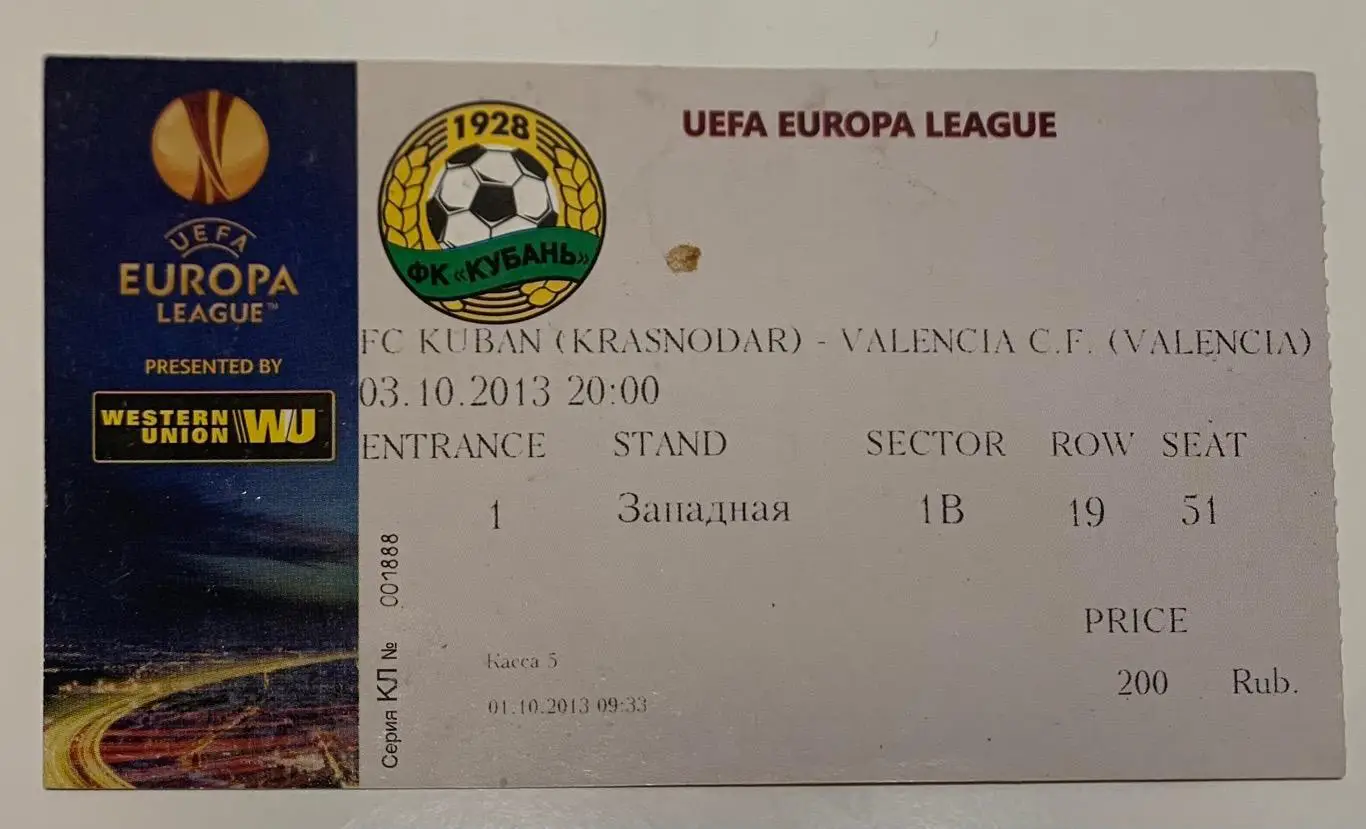 UEFA
EUROPA
LEAGUE™
PRESENTED BY
WESTERN
UNION WU
1928
ФК «КУБАНЬ»
UEFA EUROPA LEAGUE
FC KUBAN (KRASNODAR) - VALENCIA C.F. (VALENCIA)
03.10.2013 20:00
ENTRANCE STAND SECTOR ROW SEAT
1 Западная 1В 19 51
PRICE
200 Rub.
Касса 5
01.10.2013 09:33
Серия КЛ № 001888